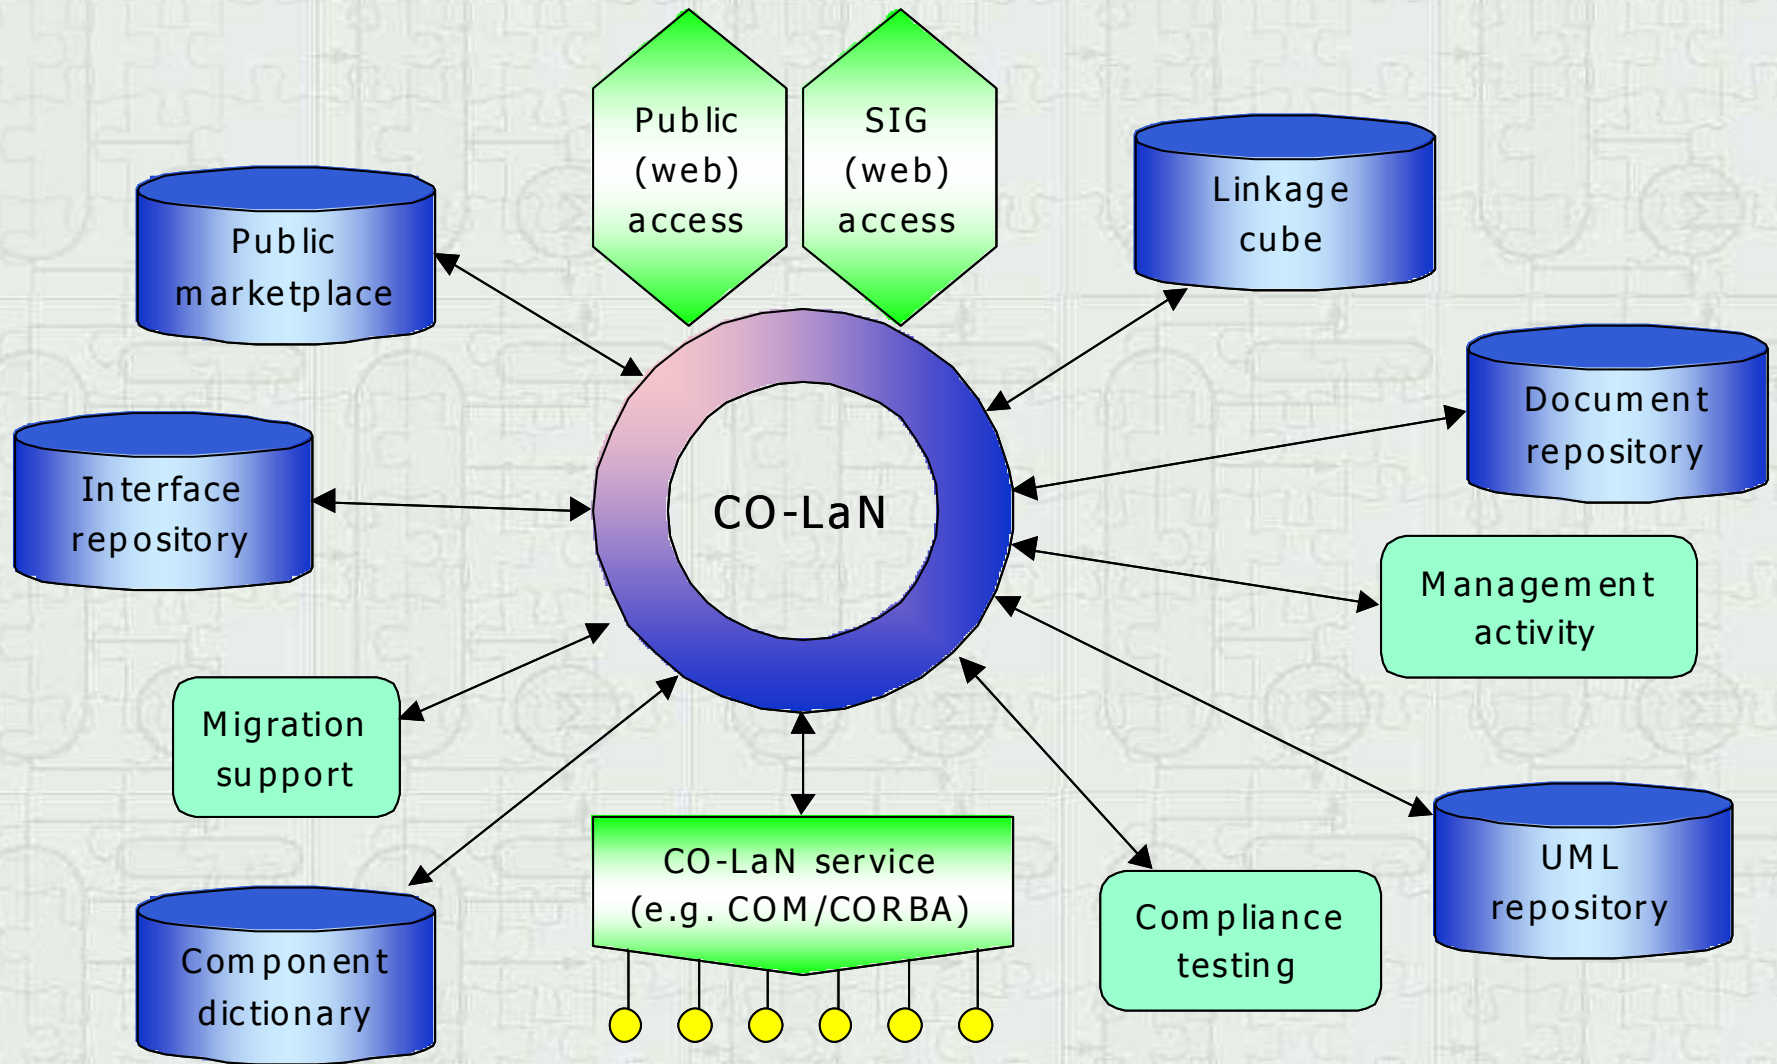 Public
(web)
access
SIG
(web)
access
Linkage
cube
Public
marketplace
Document
repository
Interface
repository
CO-LaN
Management
activity
Migration
support
CO-LaN service
(e.g. COM/CORBA)
UML
repository
Compliance
testing
Component
dictionary